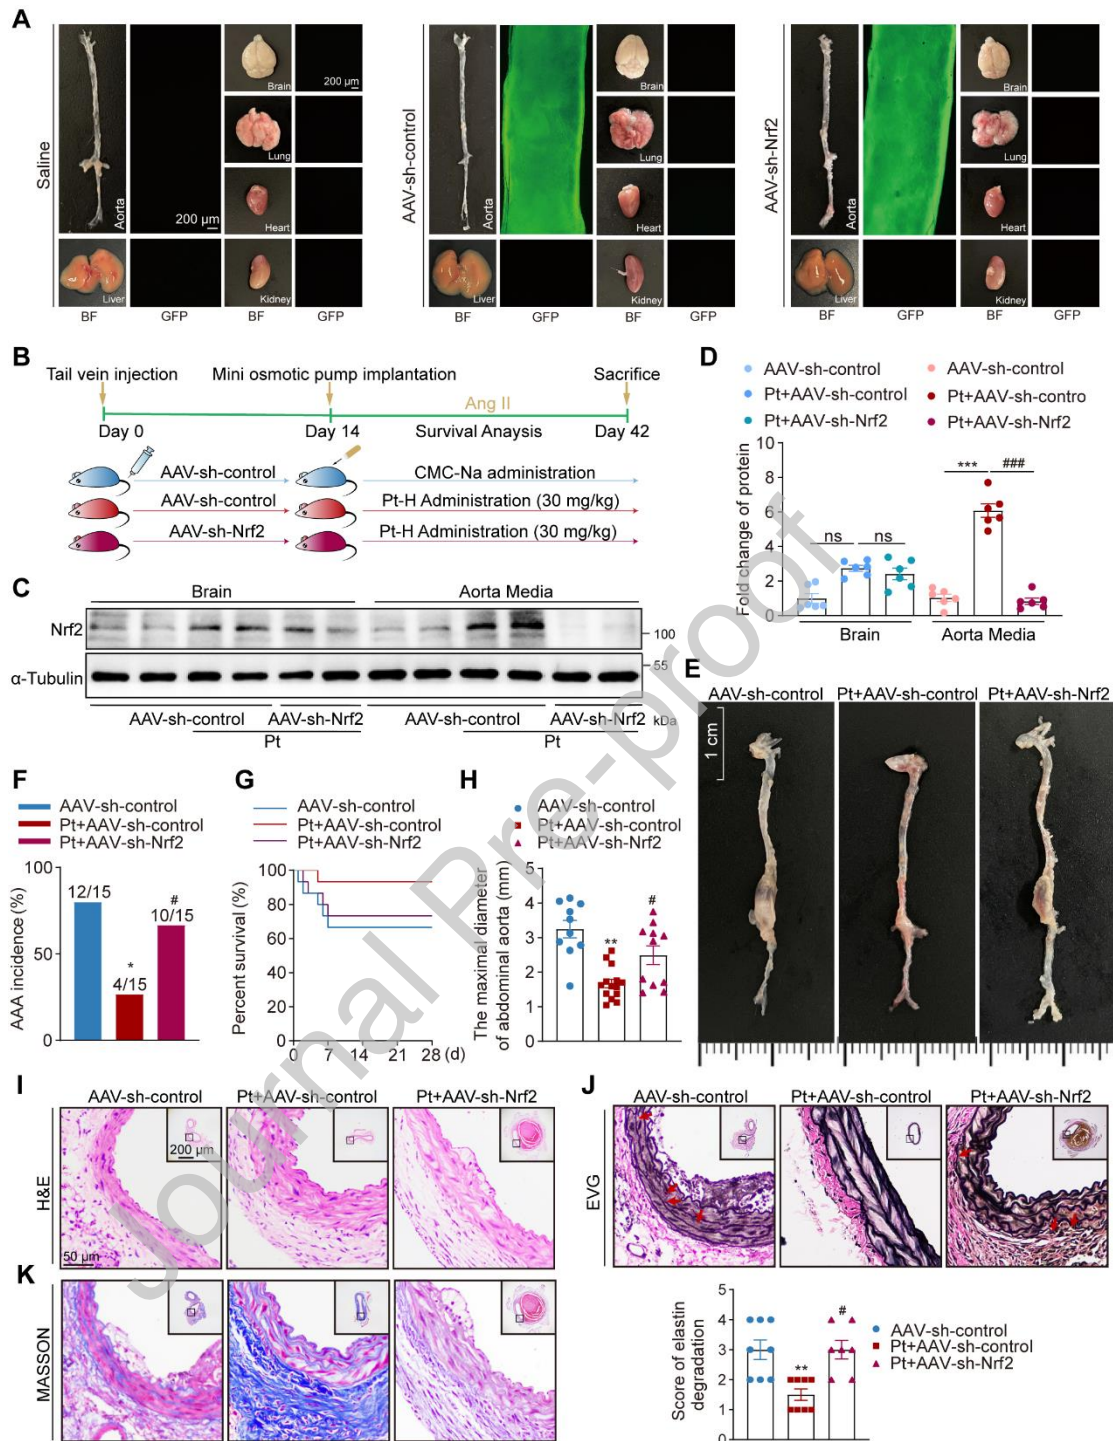 A
Saline
Aorta
200 µm
Brain
200 µm
Lung
Heart
Liver
Kidney
BF
GFP
BF
GFP
AAV-sh-control
Aorta
Brain
Lung
Heart
Liver
Kidney
BF
GFP
BF
GFP
AAV-sh-Nrf2
Aorta
Brain
Lung
Heart
Liver
Kidney
BF
GFP
BF
GFP
B
Tail vein injection
Mini osmotic pump implantation
Sacrifice
Ang II
Day 0
Day 14
Survival Anaysis
Day 42
AAV-sh-control
CMC-Na administration
AAV-sh-control
Pt-H Administration (30 mg/kg)
AAV-sh-Nrf2
Pt-H Administration (30 mg/kg)
C
Brain
Aorta Media
Nrf2
100
55
α-Tubulin
AAV-sh-control
AAV-sh-Nrf2
AAV-sh-control
AAV-sh-Nrf2
kDa
Pt
Pt
D
AAV-sh-control
AAV-sh-control
Pt+AAV-sh-control
Pt+AAV-sh-contro
Pt+AAV-sh-Nrf2
Pt+AAV-sh-Nrf2
Fold change of protein
10
8
6
4
2
0
ns
ns
***
###
Brain
Aorta Media
E
AAV-sh-control
Pt+AAV-sh-control
Pt+AAV-sh-Nrf2
1 cm
F
AAV-sh-control
Pt+AAV-sh-control
Pt+AAV-sh-Nrf2
AAA incidence (%)
100
50
0
12/15
*
4/15
#
10/15
G
AAV-sh-control
Pt+AAV-sh-control
Pt+AAV-sh-Nrf2
Percent survival (%)
100
80
60
40
20
0
0
7
14
21
28 (d)
H
AAV-sh-control
Pt+AAV-sh-control
Pt+AAV-sh-Nrf2
The maximal diameter
of abdominal aorta (mm)
5
4
3
2
1
0
**
#
I
AAV-sh-control
Pt+AAV-sh-control
Pt+AAV-sh-Nrf2
H&E
200 µm
50 µm
J
AAV-sh-control
Pt+AAV-sh-control
Pt+AAV-sh-Nrf2
EVG
Score of elastin
degradation
5
4
3
2
1
0
**
#
AAV-sh-control
Pt+AAV-sh-control
Pt+AAV-sh-Nrf2
K
MASSON
Journal Pre-proof